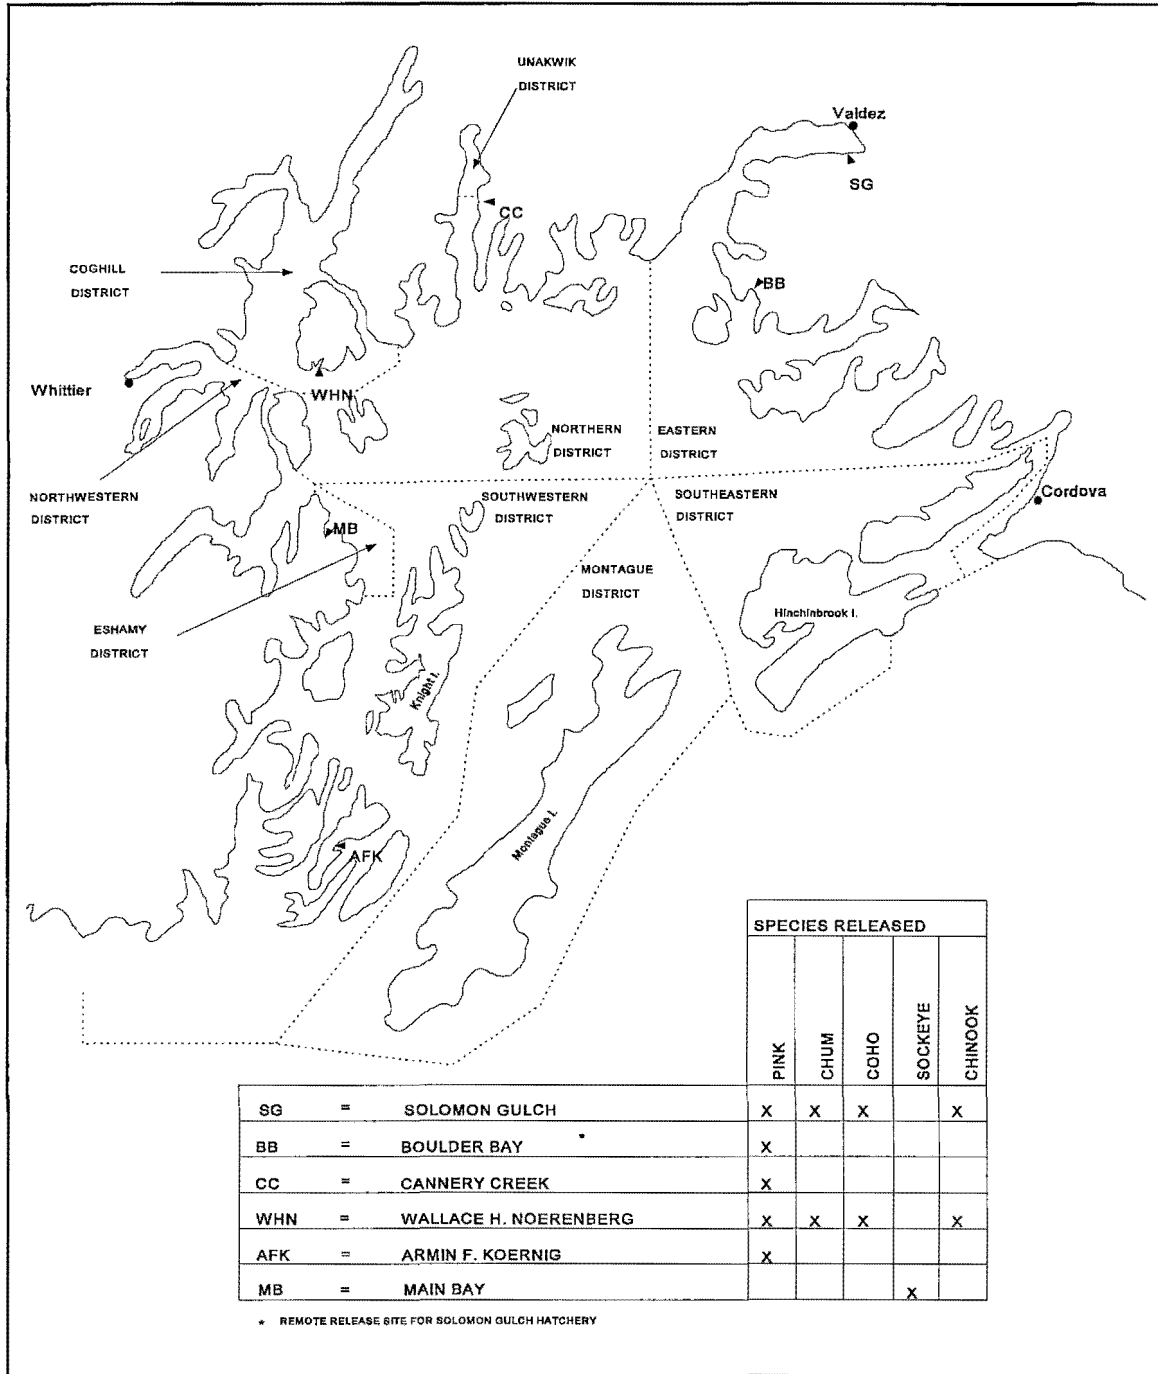 UNAKWIK
DISTRICT
Valdez
SG
CC
COGHILL
DISTRICT
BB
Whittier
WHN
NORTHERN
DISTRICT
EASTERN
DISTRICT
NORTHWESTERN
DISTRICT
SOUTHWESTERN
DISTRICT
SOUTHEASTERN
DISTRICT
Cordova
MB
MONTAGUE
DISTRICT
Hinchinbrook I.
ESHAMY
DISTRICT
Knight I.
Montague I.
AFK
SPECIES RELEASED
PINK CHUM COHO SOCKEYE CHINOOK
SG = SOLOMON GULCH X X X X
BB = BOULDER BAY * X
CC = CANNERY CREEK X
WHN = WALLACE H. NOERENBERG X X X X
AFK = ARMIN F. KOERNIG X
MB = MAIN BAY X
* REMOTE RELEASE SITE FOR SOLOMON GULCH HATCHERY